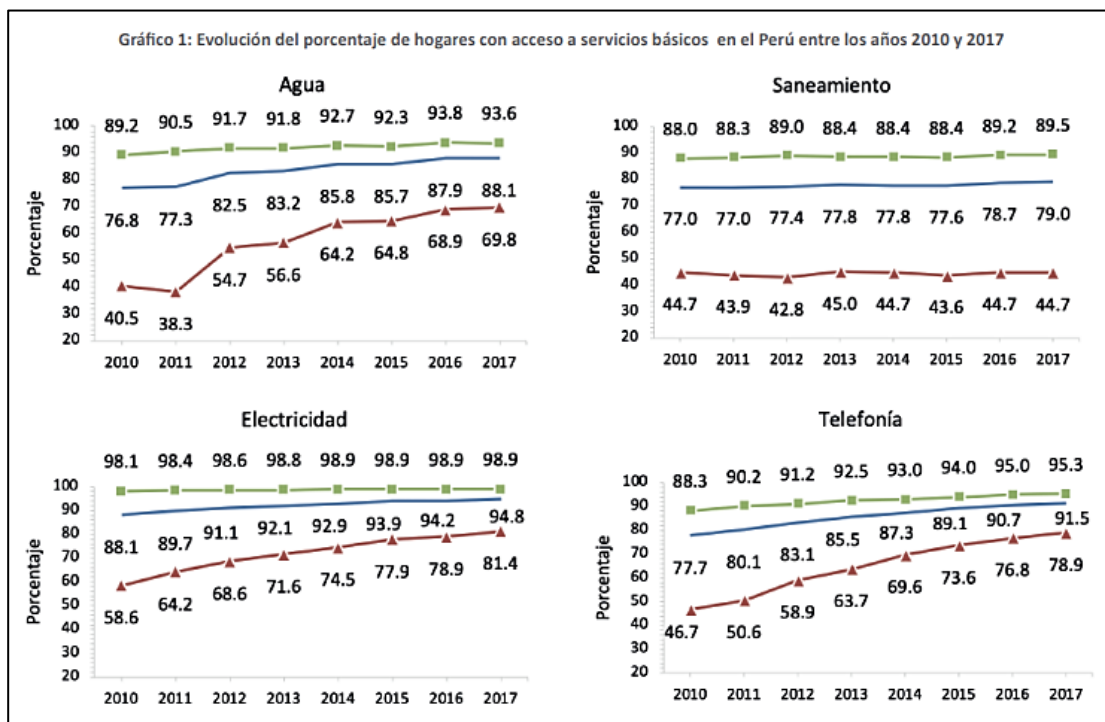 Gráfico 1: Evolución del porcentaje de hogares con acceso a servicios básicos en el Perú entre los años 2010 y 2017
Agua
89.2 90.5 91.7 91.8 92.7 92.3 93.8 93.6
100
90
80
70
60
50
40
30
20
Porcentaje
76.8 77.3 82.5 83.2 85.8 85.7 87.9 88.1
40.5 38.3 54.7 56.6 64.2 64.8 68.9 69.8
2010 2011 2012 2013 2014 2015 2016 2017
Saneamiento
88.0 88.3 89.0 88.4 88.4 88.4 89.2 89.5
100
90
80
70
60
50
40
30
20
Porcentaje
77.0 77.0 77.4 77.8 77.8 77.6 78.7 79.0
44.7 43.9 42.8 45.0 44.7 43.6 44.7 44.7
2010 2011 2012 2013 2014 2015 2016 2017
Electricidad
98.1 98.4 98.6 98.8 98.9 98.9 98.9 98.9
100
90
80
70
60
50
40
30
20
Porcentaje
88.1 89.7 91.1 92.1 92.9 93.9 94.2 94.8
58.6 64.2 68.6 71.6 74.5 77.9 78.9 81.4
2010 2011 2012 2013 2014 2015 2016 2017
Telefonía
88.3 90.2 91.2 92.5 93.0 94.0 95.0 95.3
100
90
80
70
60
50
40
30
20
Porcentaje
77.7 80.1 83.1 85.5 87.3 89.1 90.7 91.5
46.7 50.6 58.9 63.7 69.6 73.6 76.8 78.9
2010 2011 2012 2013 2014 2015 2016 2017